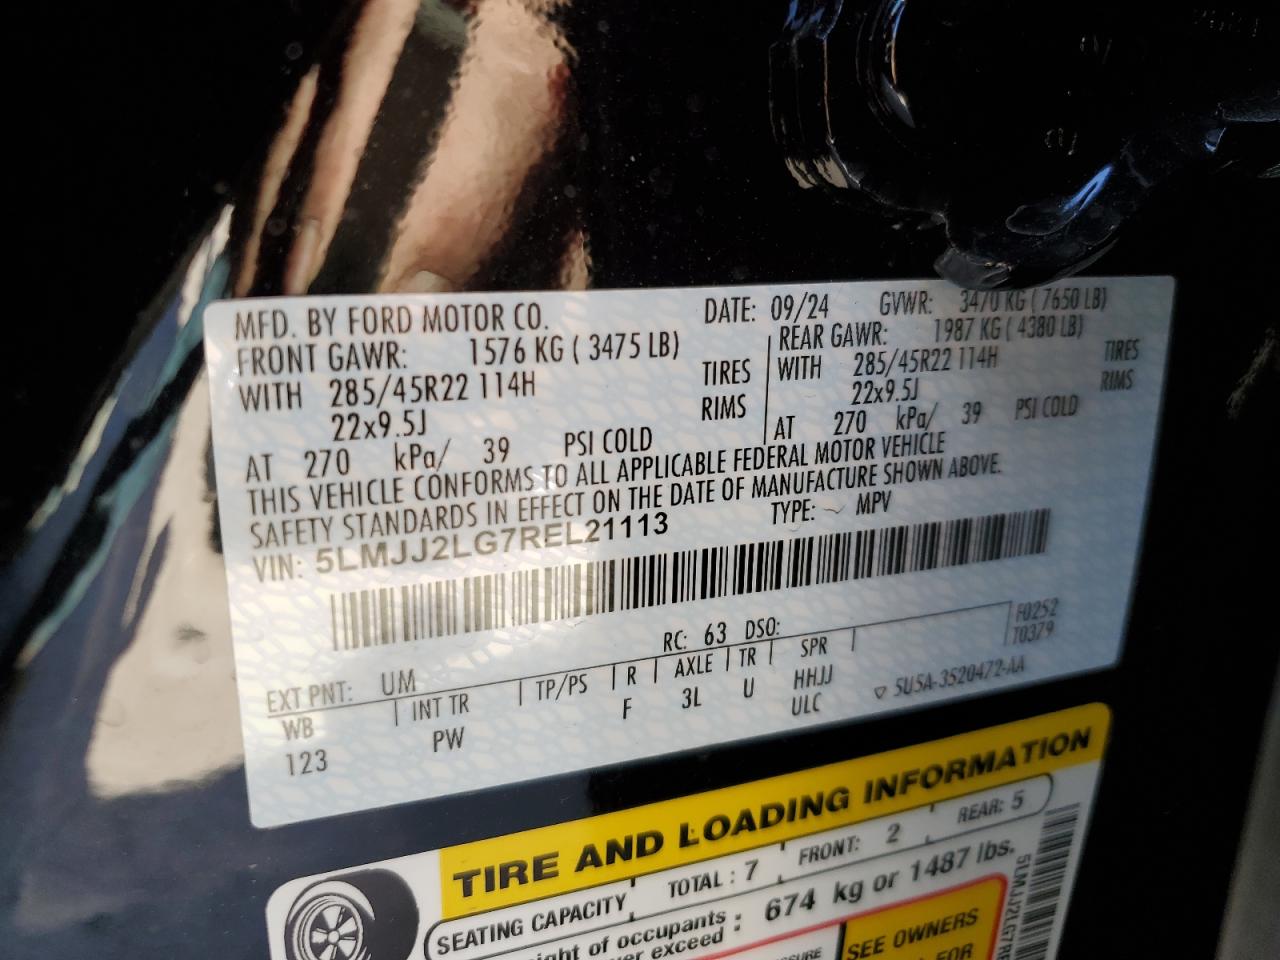 MFD. BY FORD MOTOR CO. DATE: 09/24 GVWR: 3470 KG ( 7650 LB)
FRONT GAWR: 1576 KG ( 3475 LB) REAR GAWR: 1987 KG ( 4380 LB)
WITH 285/45R22 114H TIRES WITH 285/45R22 114H TIRES
22x9.5J RIMS 22x9.5J RIMS
AT 270 kPa/ 39 PSI COLD AT 270 kPa/ 39 PSI COLD
THIS VEHICLE CONFORMS TO ALL APPLICABLE FEDERAL MOTOR VEHICLE
SAFETY STANDARDS IN EFFECT ON THE DATE OF MANUFACTURE SHOWN ABOVE.
VIN: 5LMJJ2LG7REL21113 TYPE: MPV
EXT PNT: UM RC: 63 DSO: F0252
WB INT TR TP/PS R AXLE TR SPR T0379
123 PW F 3L U HHJJ
ULC ▽ 5U5A-3520472-AA
TIRE AND LOADING INFORMATION
SEATING CAPACITY TOTAL : 7 FRONT: 2 REAR: 5
of occupants : 674 kg or 1487 lbs.
exceed :
SEE OWNERS
FOR